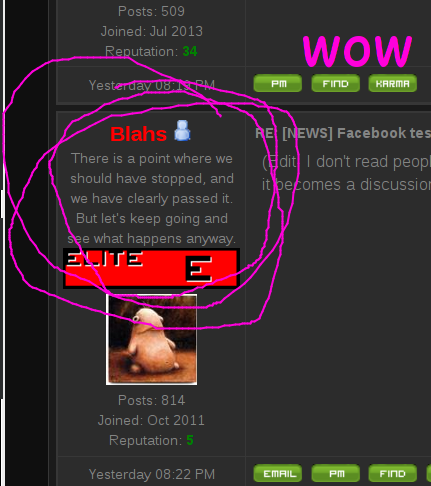 Posts: 509
Joined: Jul 2013
Reputation: 34
WOW
Yesterday 08:19 PM
PM FIND KARMA
Blahs
RE: [NEWS] Facebook tes
There is a point where we
should have stopped, and
we have clearly passed it.
But let's keep going and
see what happens anyway.
(Edit: I don't read peopl
it becomes a discussion
ELITE E
Posts: 814
Joined: Oct 2011
Reputation: 5
Yesterday 08:22 PM
EMAIL PM FIND